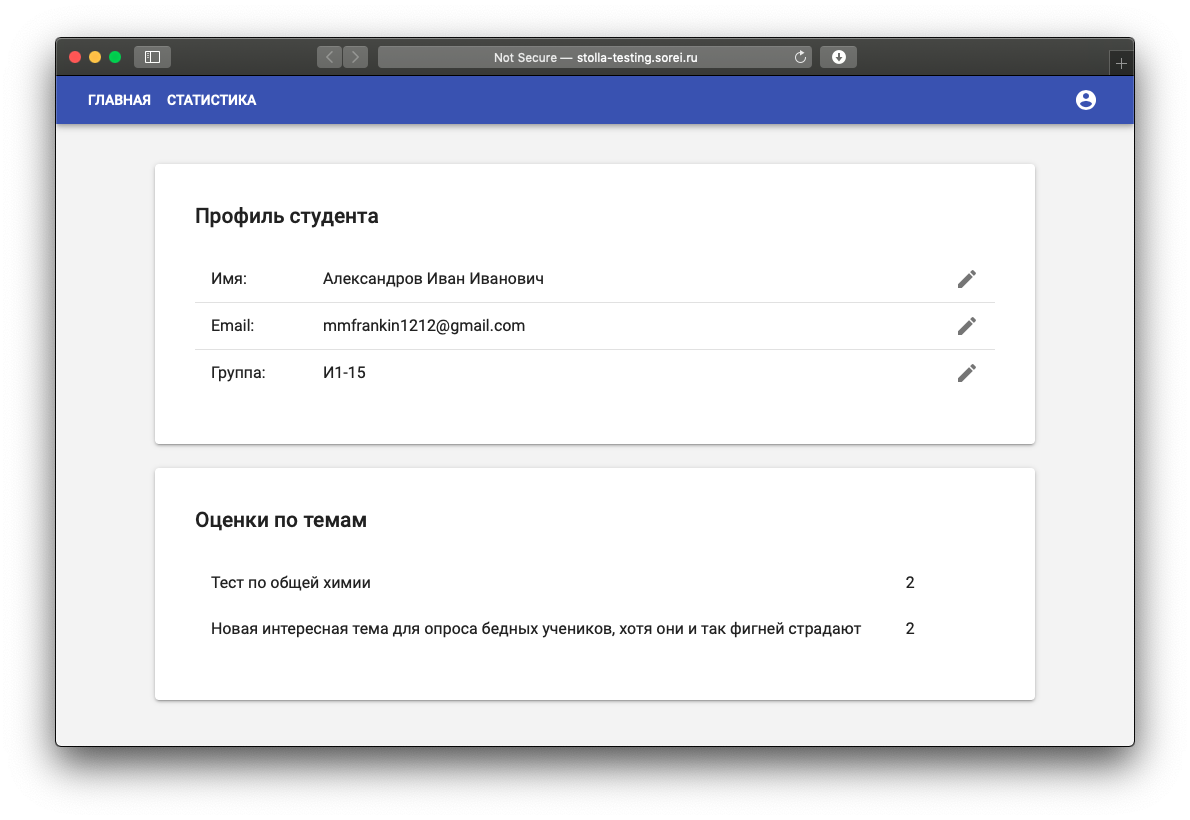 Not Secure — stolla-testing.sorei.ru
ГЛАВНАЯ СТАТИСТИКА
Профиль студента
Имя: Александров Иван Иванович
Email: mmfrankin1212@gmail.com
Группа: И1-15
Оценки по темам
Тест по общей химии 2
Новая интересная тема для опроса бедных учеников, хотя они и так фигней страдают 2